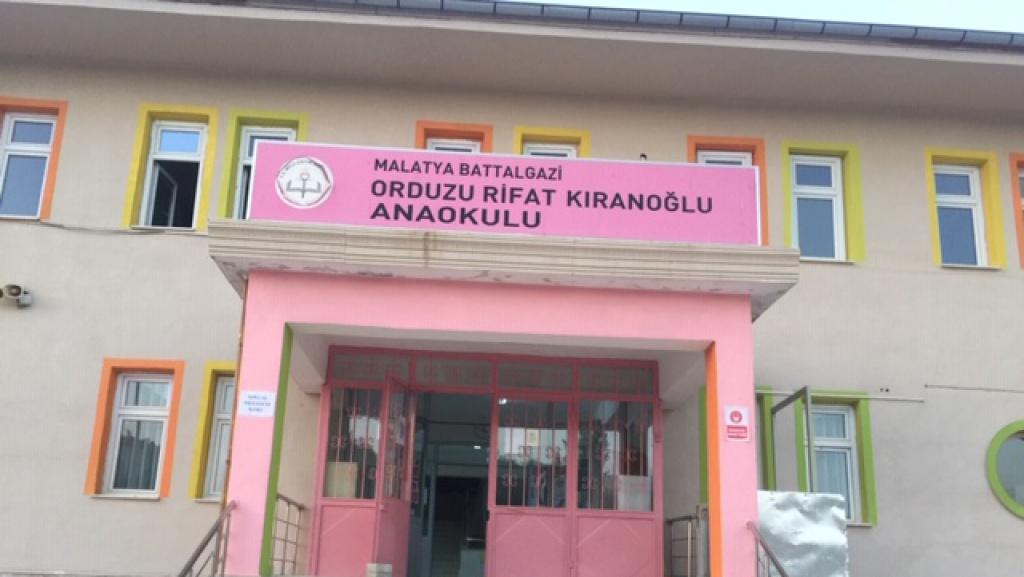 MALATYA BATTALGAZİ
ORDUZU RİFAT KIRANOĞLU
ANAOKULU